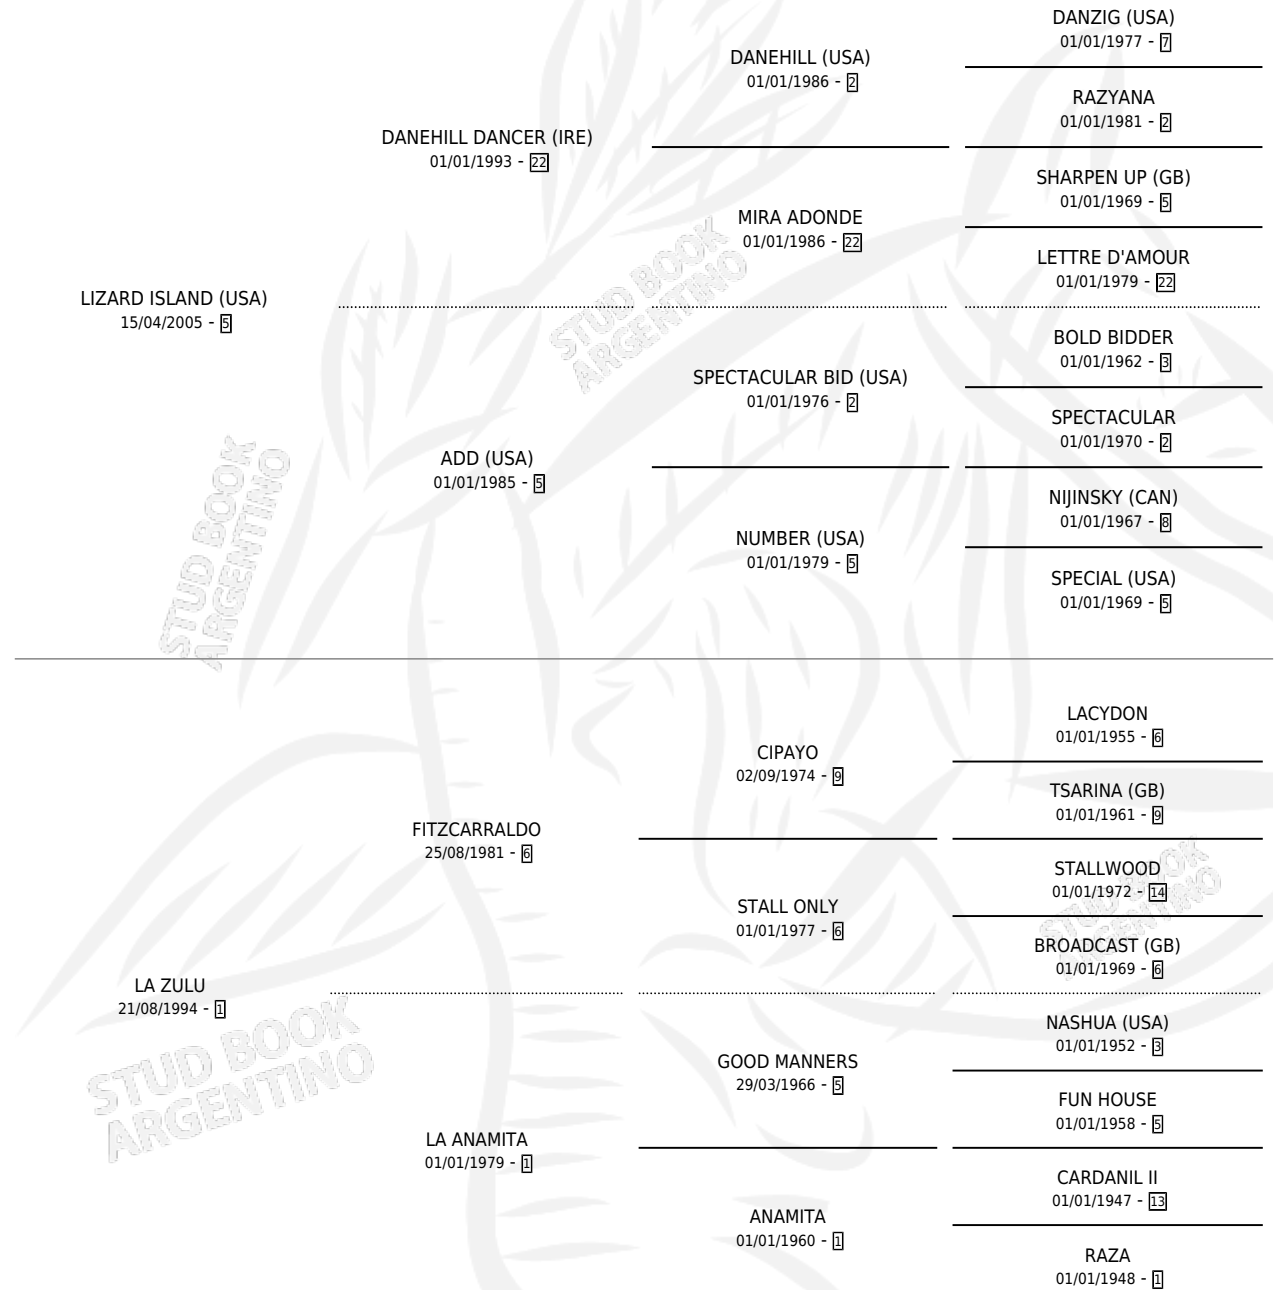 DANZIG (USA)
01/01/1977 - 7
DANEHILL (USA)
01/01/1986 - 2
RAZYANA
01/01/1981 - 2
DANEHILL DANCER (IRE)
01/01/1993 - 22
SHARPEN UP (GB)
01/01/1969 - 5
MIRA ADONDE
01/01/1986 - 22
LETTRE D'AMOUR
01/01/1979 - 22
LIZARD ISLAND (USA)
15/04/2005 - 5
BOLD BIDDER
01/01/1962 - 3
SPECTACULAR BID (USA)
01/01/1976 - 2
SPECTACULAR
01/01/1970 - 2
ADD (USA)
01/01/1985 - 5
NIJINSKY (CAN)
01/01/1967 - 8
NUMBER (USA)
01/01/1979 - 5
SPECIAL (USA)
01/01/1969 - 5
LACYDON
01/01/1955 - 6
CIPAYO
02/09/1974 - 9
TSARINA (GB)
01/01/1961 - 9
FITZCARRALDO
25/08/1981 - 6
STALLWOOD
01/01/1972 - 14
STALL ONLY
01/01/1977 - 6
BROADCAST (GB)
01/01/1969 - 6
LA ZULU
21/08/1994 - 1
NASHUA (USA)
01/01/1952 - 3
GOOD MANNERS
29/03/1966 - 5
FUN HOUSE
01/01/1958 - 5
LA ANAMITA
01/01/1979 - 1
CARDANIL II
01/01/1947 - 13
ANAMITA
01/01/1960 - 1
RAZA
01/01/1948 - 1
STUD BOOK
ARGENTINO
STUD BOOK
ARGENTINO
STUD BOOK
ARGENTINO
STUD BOOK
ARGENTINO